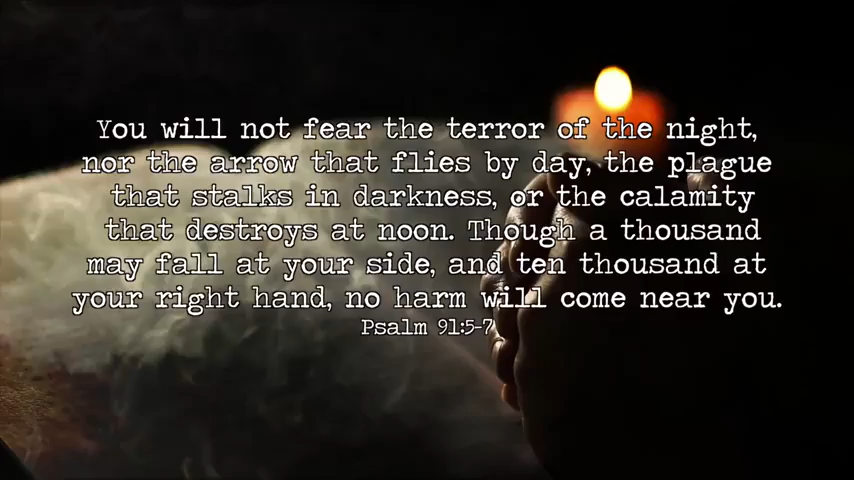 You will not fear the terror of the night,
nor the arrow that flies by day, the plague
that stalks in darkness, or the calamity
that destroys at noon. Though a thousand
may fall at your side, and ten thousand at
your right hand, no harm will come near you.
Psalm 91:5-7